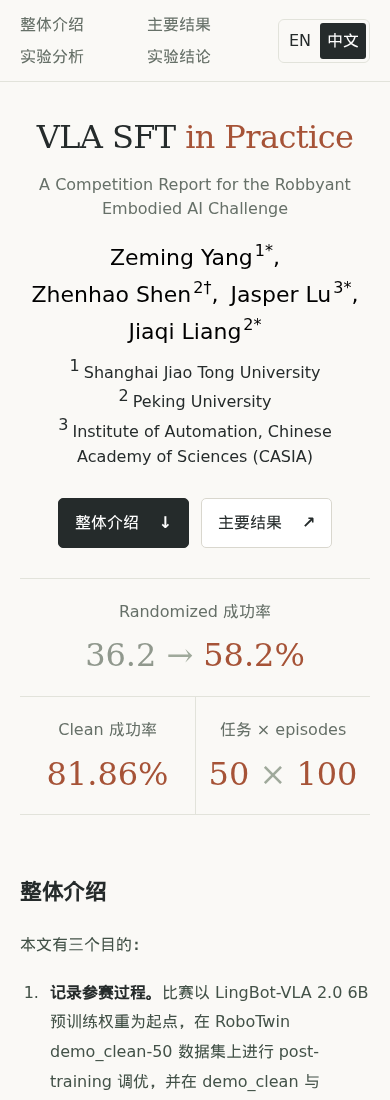 整体介绍 主要结果
实验分析 实验结论
EN 中文
VLA SFT in Practice
A Competition Report for the Robbyant
Embodied AI Challenge
Zeming Yang1*,
Zhenhao Shen2†, Jasper Lu3*,
Jiaqi Liang2*
1 Shanghai Jiao Tong University
2 Peking University
3 Institute of Automation, Chinese
Academy of Sciences (CASIA)
整体介绍 ↓ 主要结果 ↗
Randomized 成功率
36.2 → 58.2%
Clean 成功率 任务 × episodes
81.86% 50 × 100
整体介绍
本文有三个目的：
1. 记录参赛过程。比赛以 LingBot-VLA 2.0 6B
预训练权重为起点，在 RoboTwin
demo_clean-50 数据集上进行 post-
training 调优，并在 demo_clean 与